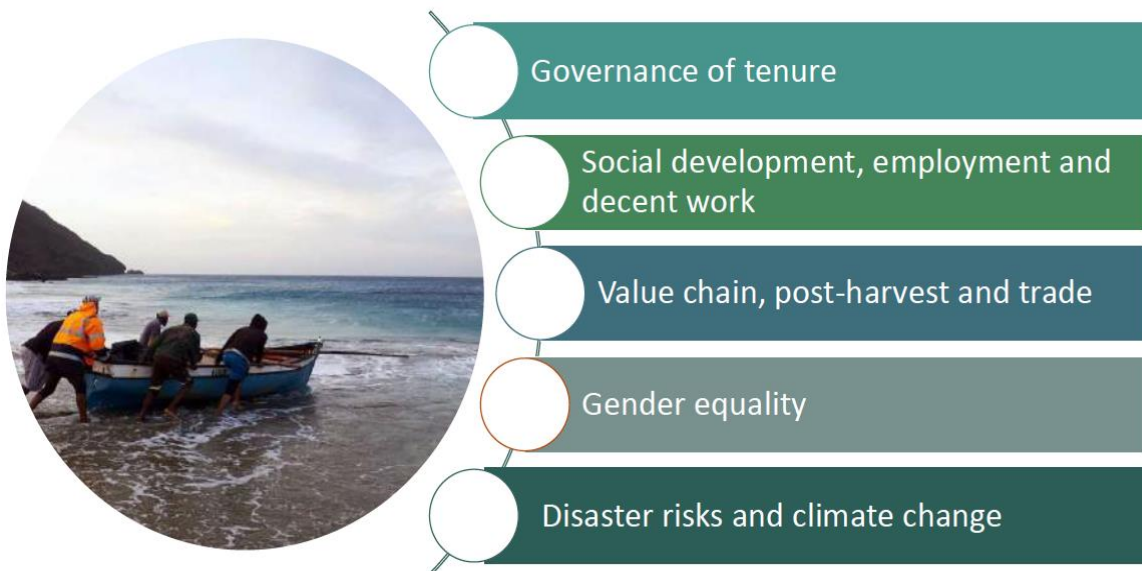 Governance of tenure
Social development, employment and
decent work
Value chain, post-harvest and trade
Gender equality
Disaster risks and climate change